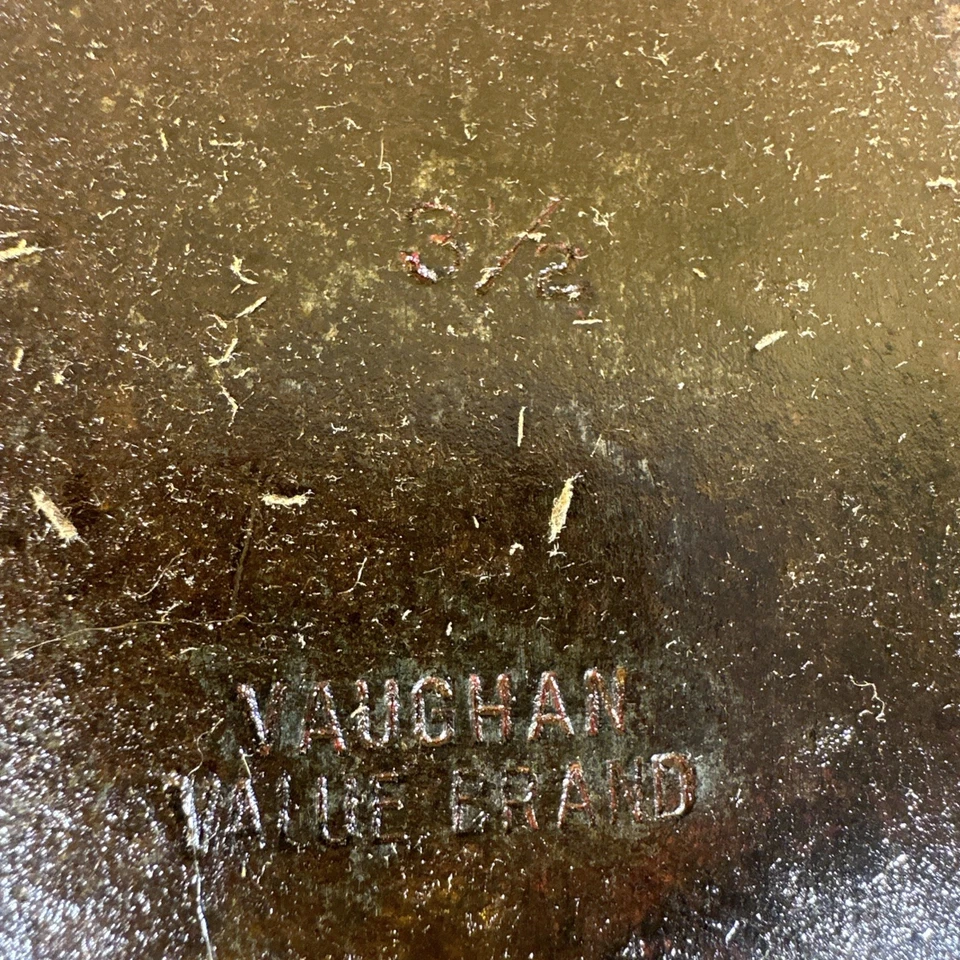 3 1/2
VAUGHAN
VALUE BRAND